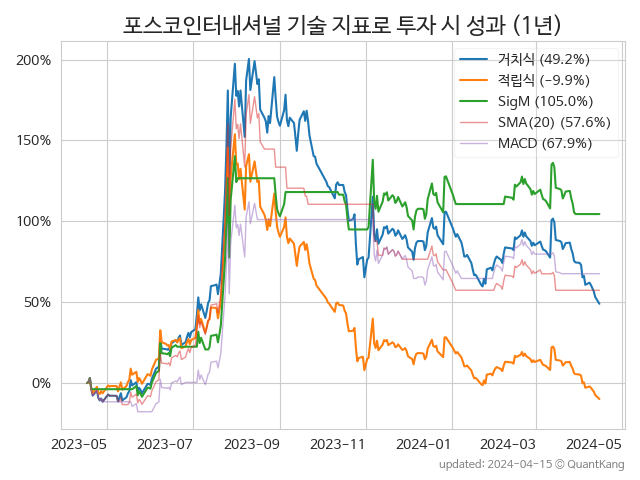 포스코인터내셔널 기술 지표로 투자 시 성과 (1년)
거치식 (49.2%)
적립식 (-9.9%)
SigM (105.0%)
SMA(20) (57.6%)
MACD (67.9%)
200%
150%
100%
50%
0%
2023-05 2023-07 2023-09 2023-11 2024-01 2024-03 2024-05
updated: 2024-04-15 © QuantKang